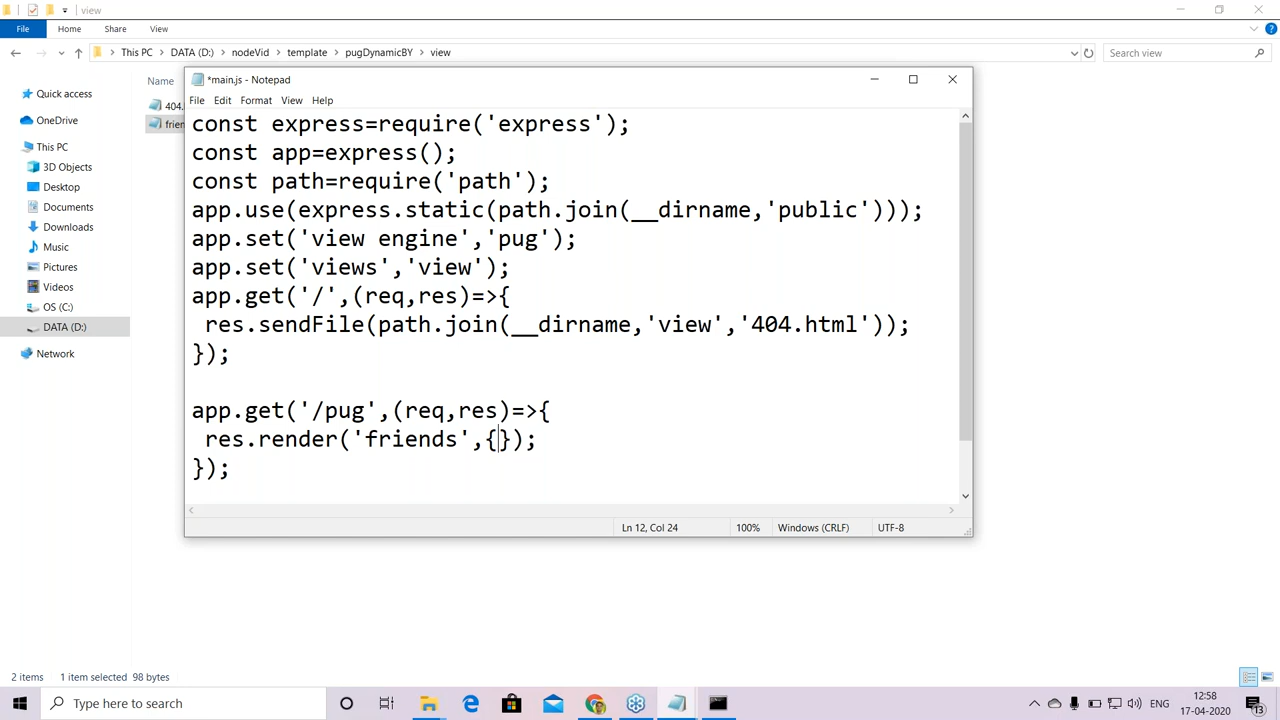 view
File
Home
Share
View
This PC
DATA (D:)
nodeVid
template
pugDynamicBY
view
Search view
Name
404.
frien
Quick access
OneDrive
This PC
3D Objects
Desktop
Documents
Downloads
Music
Pictures
Videos
OS (C:)
DATA (D:)
Network
*main.js - Notepad
File Edit Format View Help
const express=require('express');
const app=express();
const path=require('path');
app.use(express.static(path.join(__dirname,'public')));
app.set('view engine','pug');
app.set('views','view');
app.get('/',(req,res)=>{
res.sendFile(path.join(__dirname,'view','404.html'));
});
app.get('/pug',(req,res)=>{
res.render('friends',{});
});
Ln 12, Col 24
100%
Windows (CRLF)
UTF-8
2 items
1 item selected 98 bytes
Type here to search
ENG
12:58
17-04-2020
13